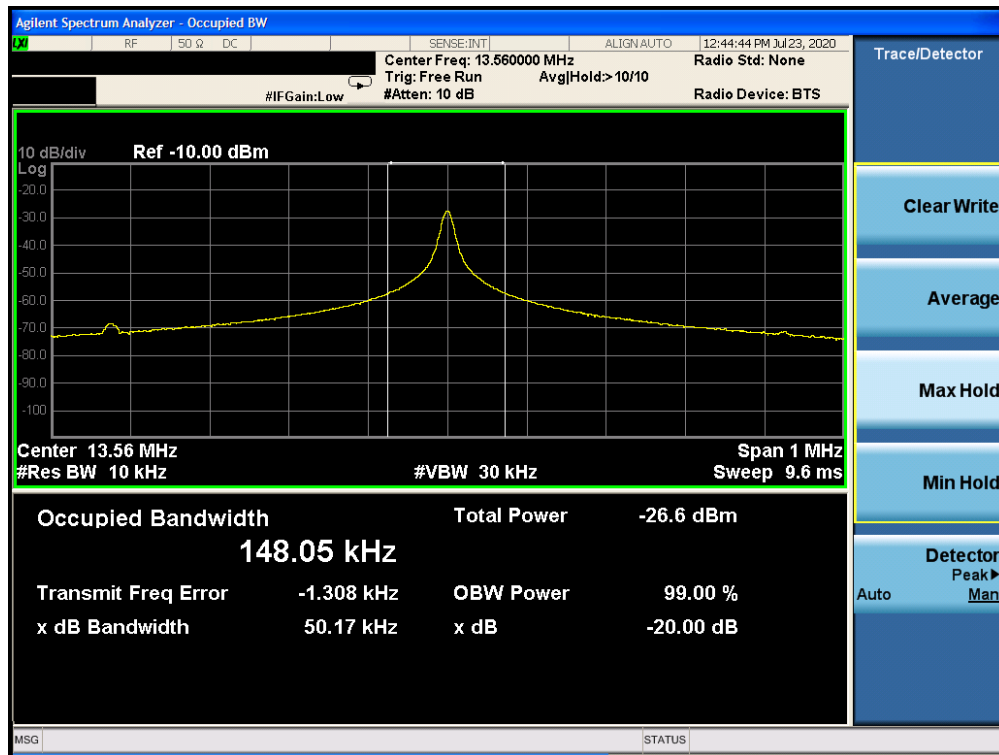 Agilent Spectrum Analyzer - Occupied BW
LXI RF 50 Ω DC SENSE:INT ALIGN AUTO 12:44:44 PM Jul 23, 2020
Center Freq: 13.560000 MHz Radio Std: None
Trig: Free Run Avg|Hold:>10/10
#IFGain:Low #Atten: 10 dB Radio Device: BTS
10 dB/div Ref -10.00 dBm
Log
-20.0
-30.0
-40.0
-50.0
-60.0
-70.0
-80.0
-90.0
-100
Center 13.56 MHz Span 1 MHz
#Res BW 10 kHz #VBW 30 kHz Sweep 9.6 ms
Occupied Bandwidth Total Power -26.6 dBm
148.05 kHz
Transmit Freq Error -1.308 kHz OBW Power 99.00 %
x dB Bandwidth 50.17 kHz x dB -20.00 dB
MSG STATUS
Trace/Detector
Clear Write
Average
Max Hold
Min Hold
Detector
Peak▶
Auto Man